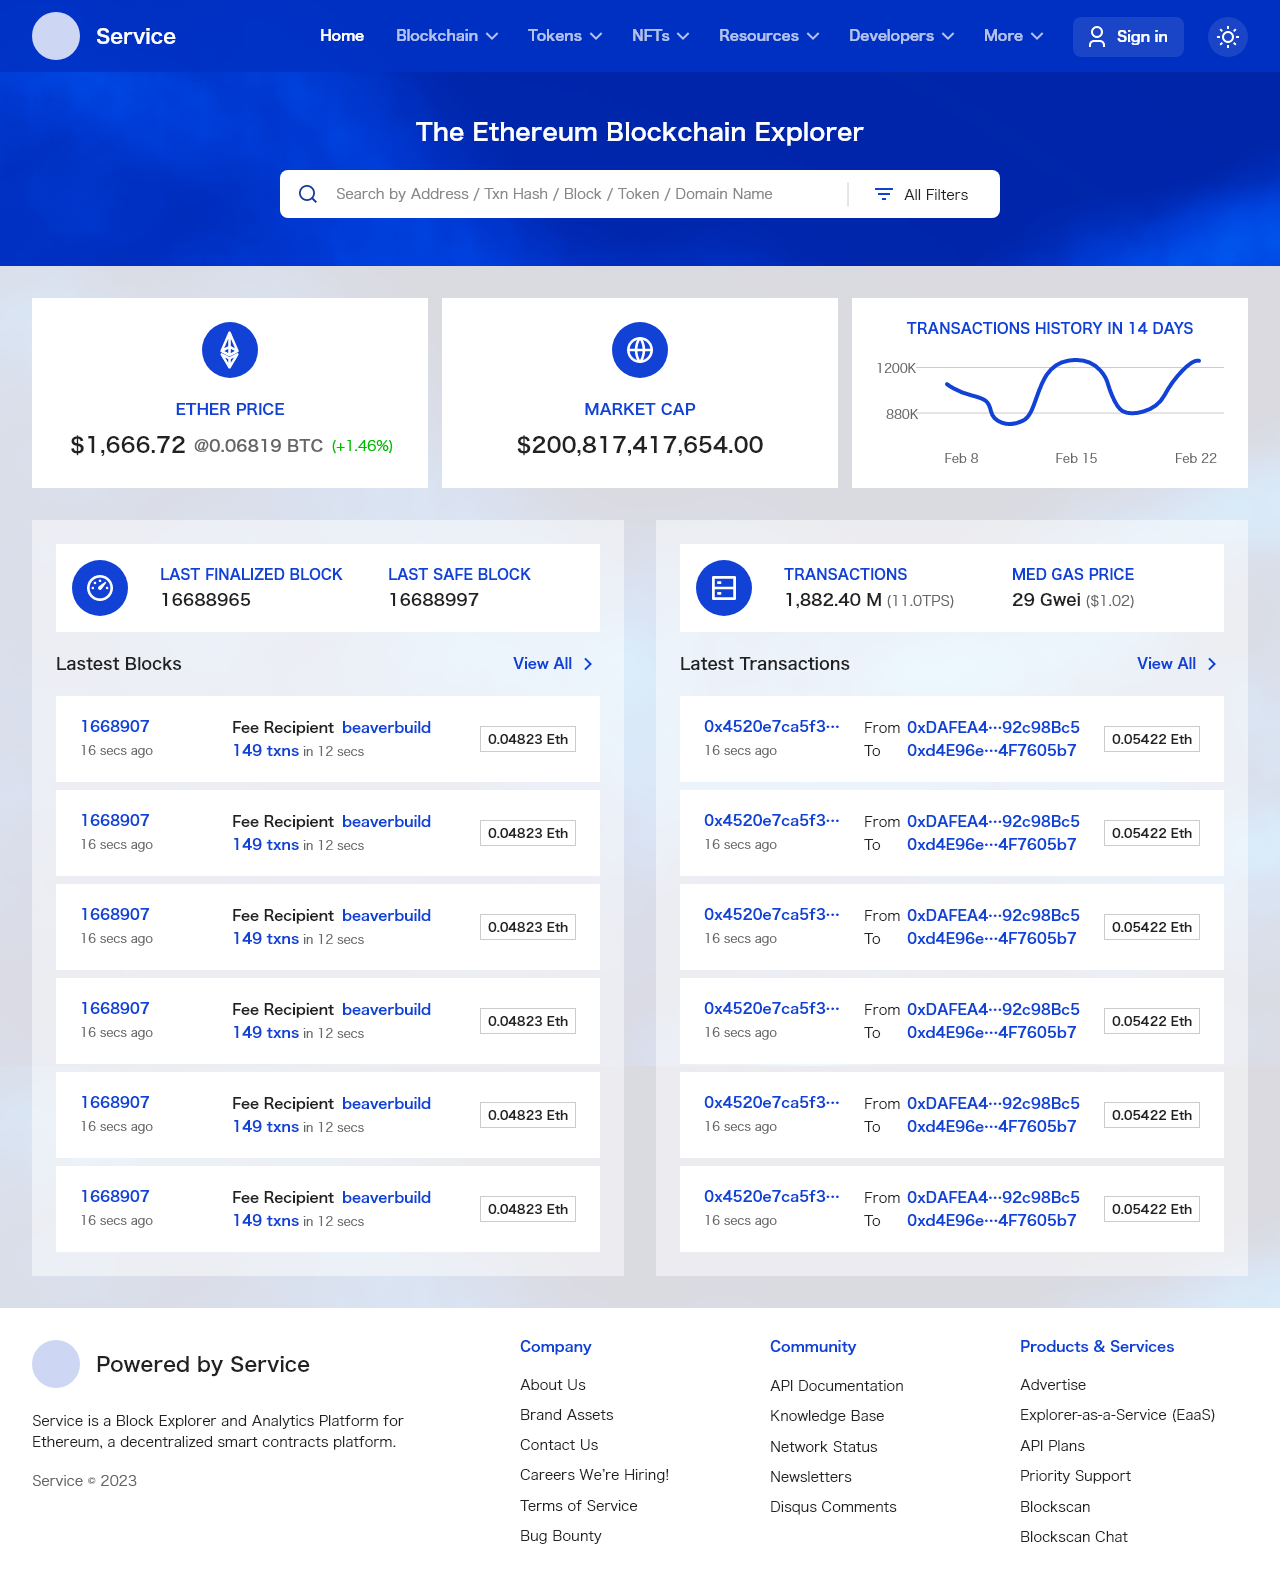 Service
Home Blockchain Tokens NFTs Resources Developers More Sign in
The Ethereum Blockchain Explorer
Search by Address / Txn Hash / Block / Token / Domain Name All Filters
ETHER PRICE
$1,666.72 @0.06819 BTC (+1.46%)
MARKET CAP
$200,817,417,654.00
TRANSACTIONS HISTORY IN 14 DAYS
1200K
880K
Feb 8 Feb 15 Feb 22
LAST FINALIZED BLOCK LAST SAFE BLOCK
16688965 16688997
Lastest Blocks View All
1668907 Fee Recipient beaverbuild
16 secs ago 149 txns in 12 secs
0.04823 Eth
1668907 Fee Recipient beaverbuild
16 secs ago 149 txns in 12 secs
0.04823 Eth
1668907 Fee Recipient beaverbuild
16 secs ago 149 txns in 12 secs
0.04823 Eth
1668907 Fee Recipient beaverbuild
16 secs ago 149 txns in 12 secs
0.04823 Eth
1668907 Fee Recipient beaverbuild
16 secs ago 149 txns in 12 secs
0.04823 Eth
1668907 Fee Recipient beaverbuild
16 secs ago 149 txns in 12 secs
0.04823 Eth
TRANSACTIONS MED GAS PRICE
1,882.40 M (11.0TPS) 29 Gwei ($1.02)
Latest Transactions View All
0x4520e7ca5f3··· From 0xDAFEA4···92c98Bc5
16 secs ago To 0xd4E96e···4F7605b7
0.05422 Eth
0x4520e7ca5f3··· From 0xDAFEA4···92c98Bc5
16 secs ago To 0xd4E96e···4F7605b7
0.05422 Eth
0x4520e7ca5f3··· From 0xDAFEA4···92c98Bc5
16 secs ago To 0xd4E96e···4F7605b7
0.05422 Eth
0x4520e7ca5f3··· From 0xDAFEA4···92c98Bc5
16 secs ago To 0xd4E96e···4F7605b7
0.05422 Eth
0x4520e7ca5f3··· From 0xDAFEA4···92c98Bc5
16 secs ago To 0xd4E96e···4F7605b7
0.05422 Eth
0x4520e7ca5f3··· From 0xDAFEA4···92c98Bc5
16 secs ago To 0xd4E96e···4F7605b7
0.05422 Eth
Powered by Service
Service is a Block Explorer and Analytics Platform for
Ethereum, a decentralized smart contracts platform.
Service © 2023
Company
About Us
Brand Assets
Contact Us
Careers We're Hiring!
Terms of Service
Bug Bounty
Community
API Documentation
Knowledge Base
Network Status
Newsletters
Disqus Comments
Products & Services
Advertise
Explorer-as-a-Service (EaaS)
API Plans
Priority Support
Blockscan
Blockscan Chat